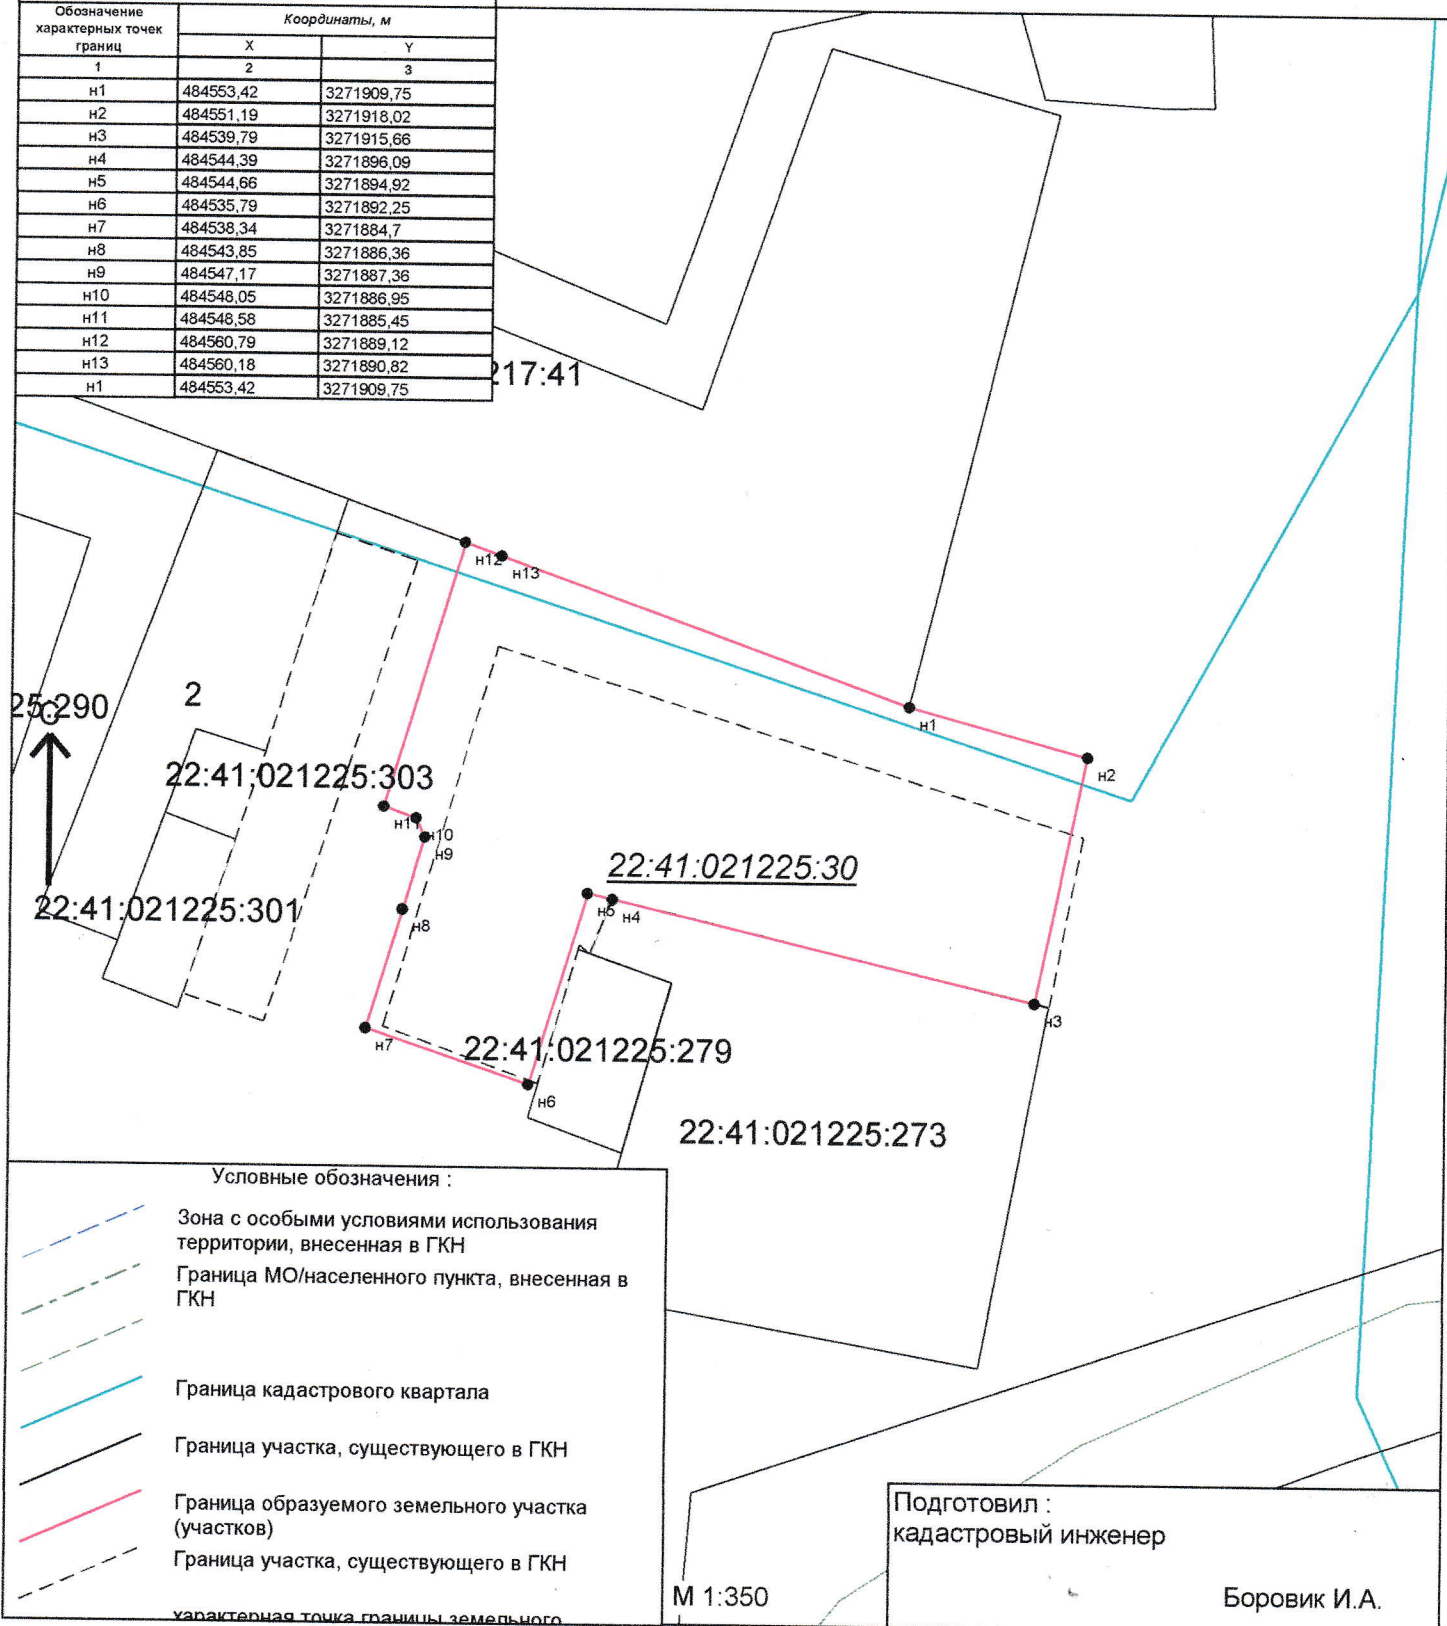 Обозначение
характерных точек
границ
Координаты, м
X Y
1 2 3
н1 484553,42 3271909,75
н2 484551,19 3271918,02
н3 484539,79 3271915,66
н4 484544,39 3271896,09
н5 484544,66 3271894,92
н6 484535,79 3271892,25
н7 484538,34 3271884,7
н8 484543,85 3271886,36
н9 484547,17 3271887,36
н10 484548,05 3271886,95
н11 484548,58 3271885,45
н12 484560,79 3271889,12
н13 484560,18 3271890,82
н1 484553,42 3271909,75
217:41
н12
н13
25:290
2
С
н1
н2
22:41:021225:303
н11
н10
н9
22:41:021225:30
22:41:021225:301
н5
н4
н8
н3
н7
22:41:021225:279
н6
22:41:021225:273
Условные обозначения :
Зона с особыми условиями использования
территории, внесенная в ГКН
Граница МО/населенного пункта, внесенная в
ГКН
Граница кадастрового квартала
Граница участка, существующего в ГКН
Граница образуемого земельного участка
(участков)
Граница участка, существующего в ГКН
характерная точка границы земельного
М 1:350
Подготовил :
кадастровый инженер
Боровик И.А.